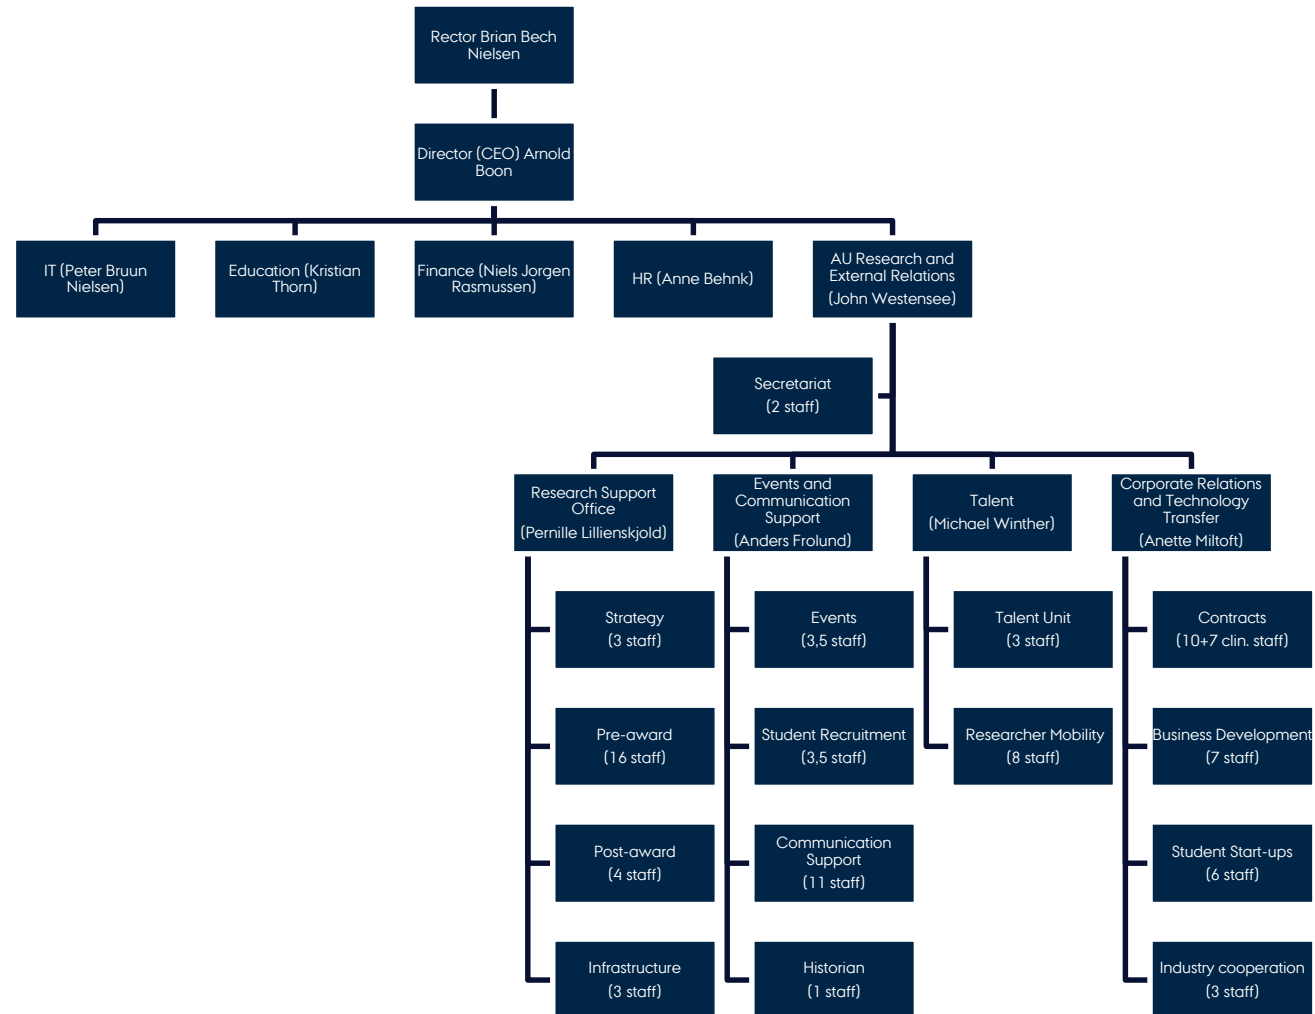 Rector Brian Bech
Nielsen
Director (CEO) Arnold
Boon
IT (Peter Bruun
Nielsen)
Education (Kristian
Thorn)
Finance (Niels Jorgen
Rasmussen)
HR (Anne Behnk)
AU Research and
External Relations
(John Westensee)
Secretariat
(2 staff)
Research Support
Office
(Pernille Lillienskjold)
Events and
Communication
Support
(Anders Frolund)
Talent
(Michael Winther)
Corporate Relations
and Technology
Transfer
(Anette Miltoft)
Strategy
(3 staff)
Events
(3,5 staff)
Talent Unit
(3 staff)
Contracts
(10+7 clin. staff)
Pre-award
(16 staff)
Student Recruitment
(3,5 staff)
Researcher Mobility
(8 staff)
Business Development
(7 staff)
Post-award
(4 staff)
Communication
Support
(11 staff)
Student Start-ups
(6 staff)
Infrastructure
(3 staff)
Historian
(1 staff)
Industry cooperation
(3 staff)